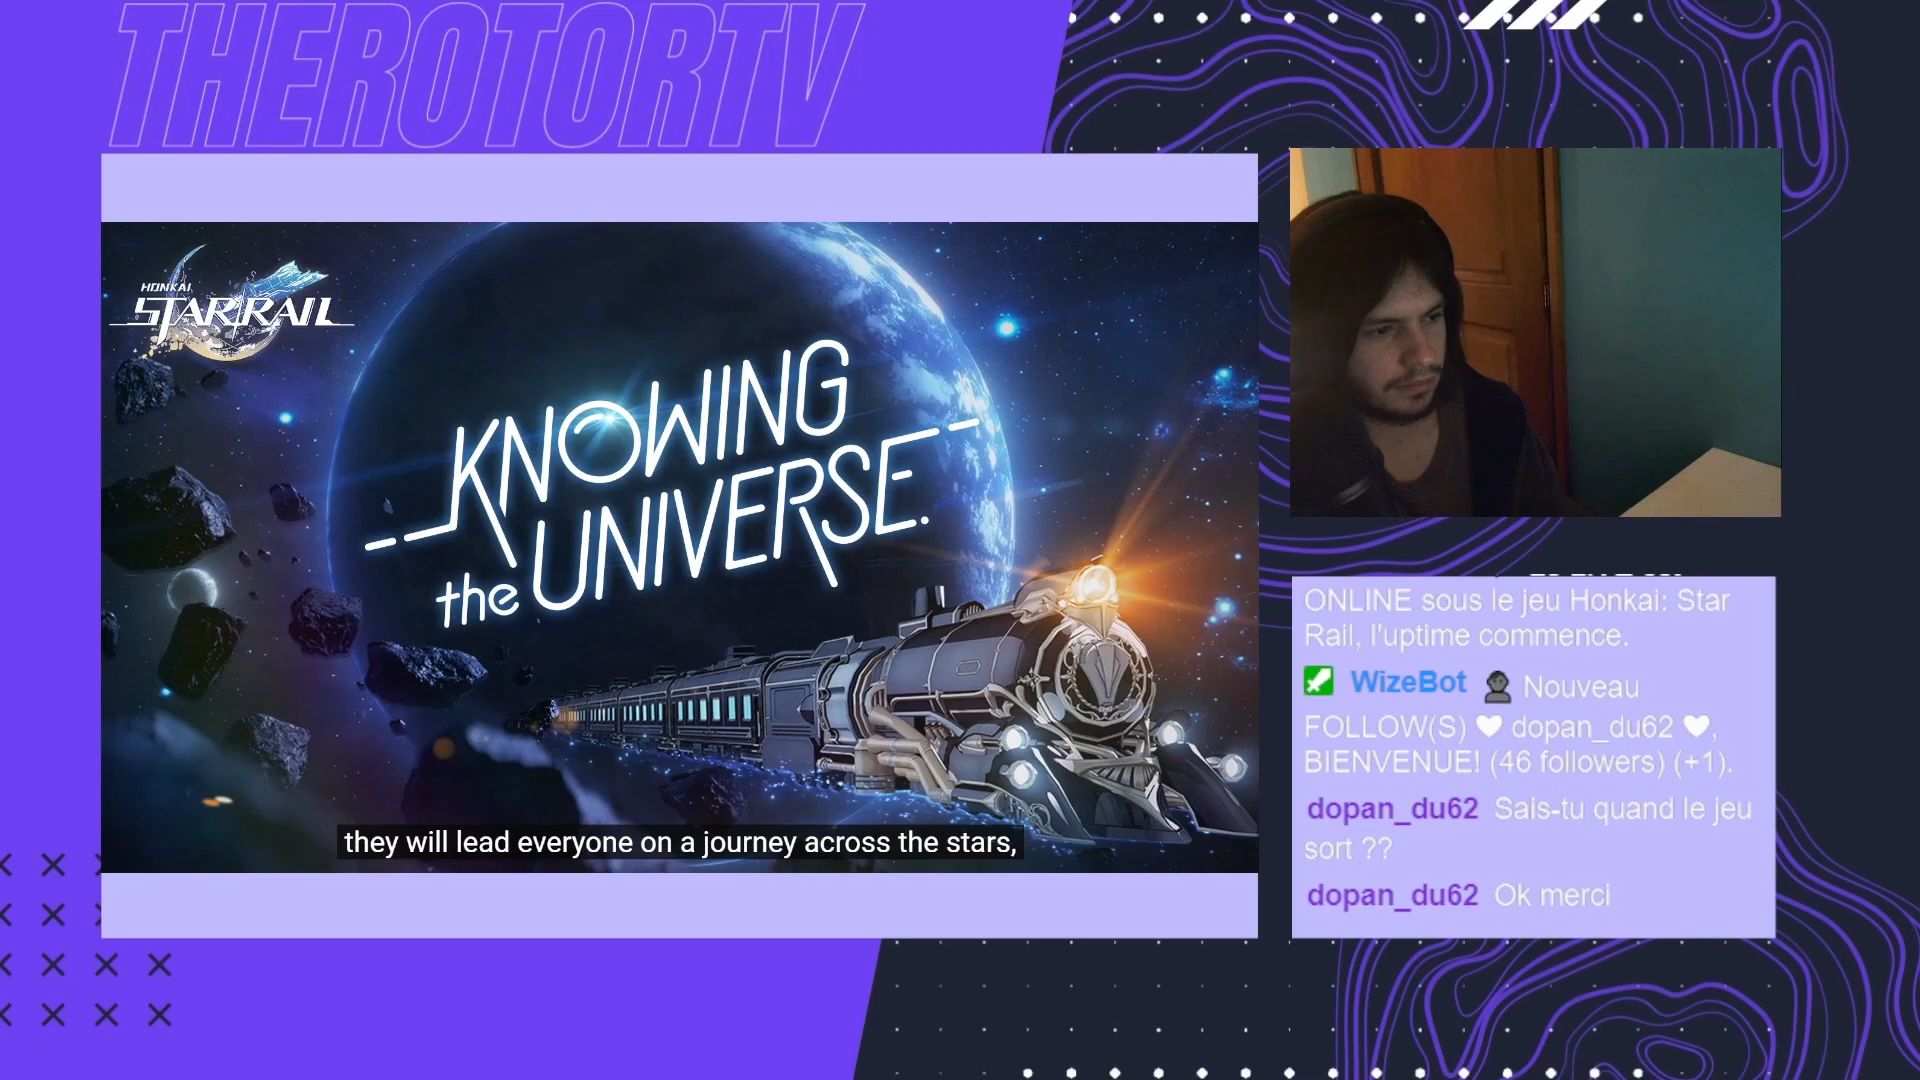 THEROTORTV
HONKAI
STAR RAIL
KNOWING
the UNIVERSE.
they will lead everyone on a journey across the stars,
ONLINE sous le jeu Honkai: Star
Rail, l'uptime commence.
WizeBot Nouveau
FOLLOW(S) ♥ dopan_du62 ♥,
BIENVENUE! (46 followers) (+1).
dopan_du62 Sais-tu quand le jeu
sort ??
dopan_du62 Ok merci